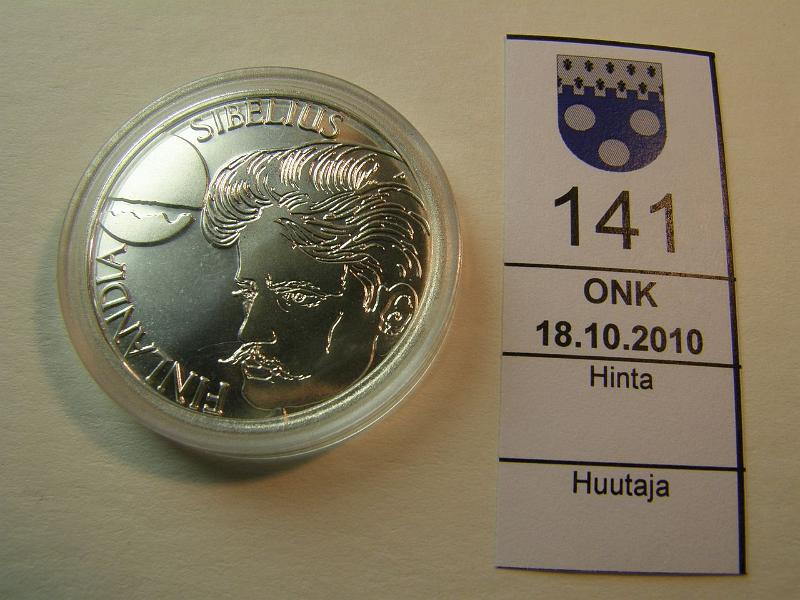 SIBELIUS
FINLANDIA
141
ONK
18.10.2010
Hinta
Huutaja